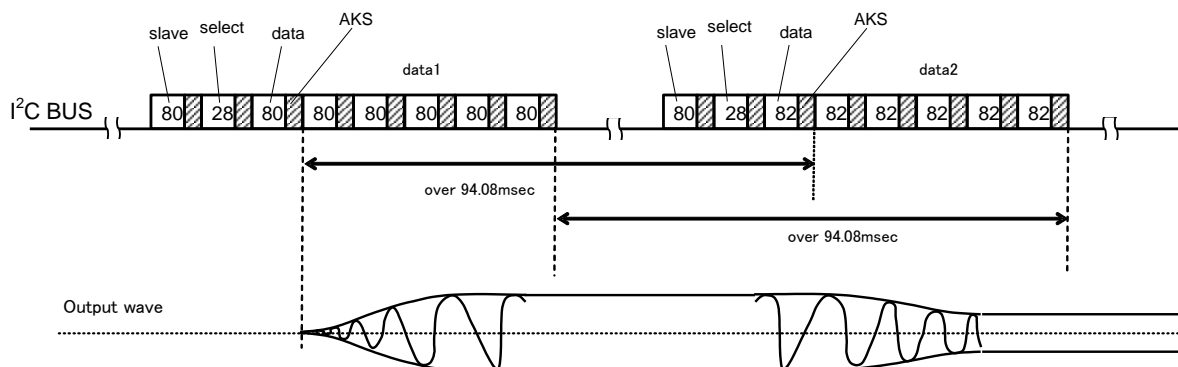 slave select data AKS slave select data AKS
data1 data2
I²C BUS 80 28 80 80 80 80 80 80 80 28 82 82 82 82 82 82
over 94.08msec
over 94.08msec
Output wave